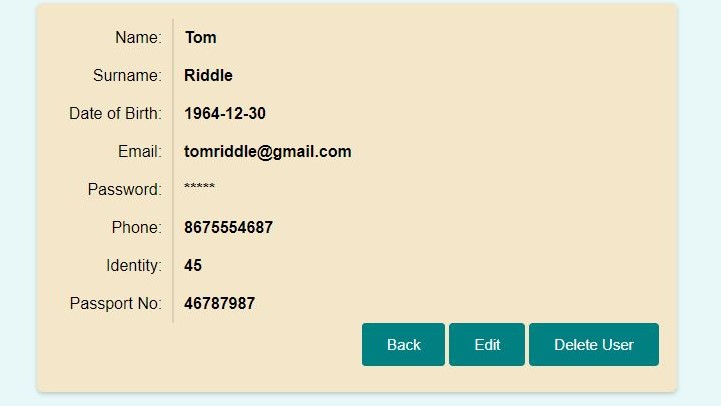 Name: Tom
Surname: Riddle
Date of Birth: 1964-12-30
Email: tomriddle@gmail.com
Password: *****
Phone: 8675554687
Identity: 45
Passport No: 46787987
Back Edit Delete User